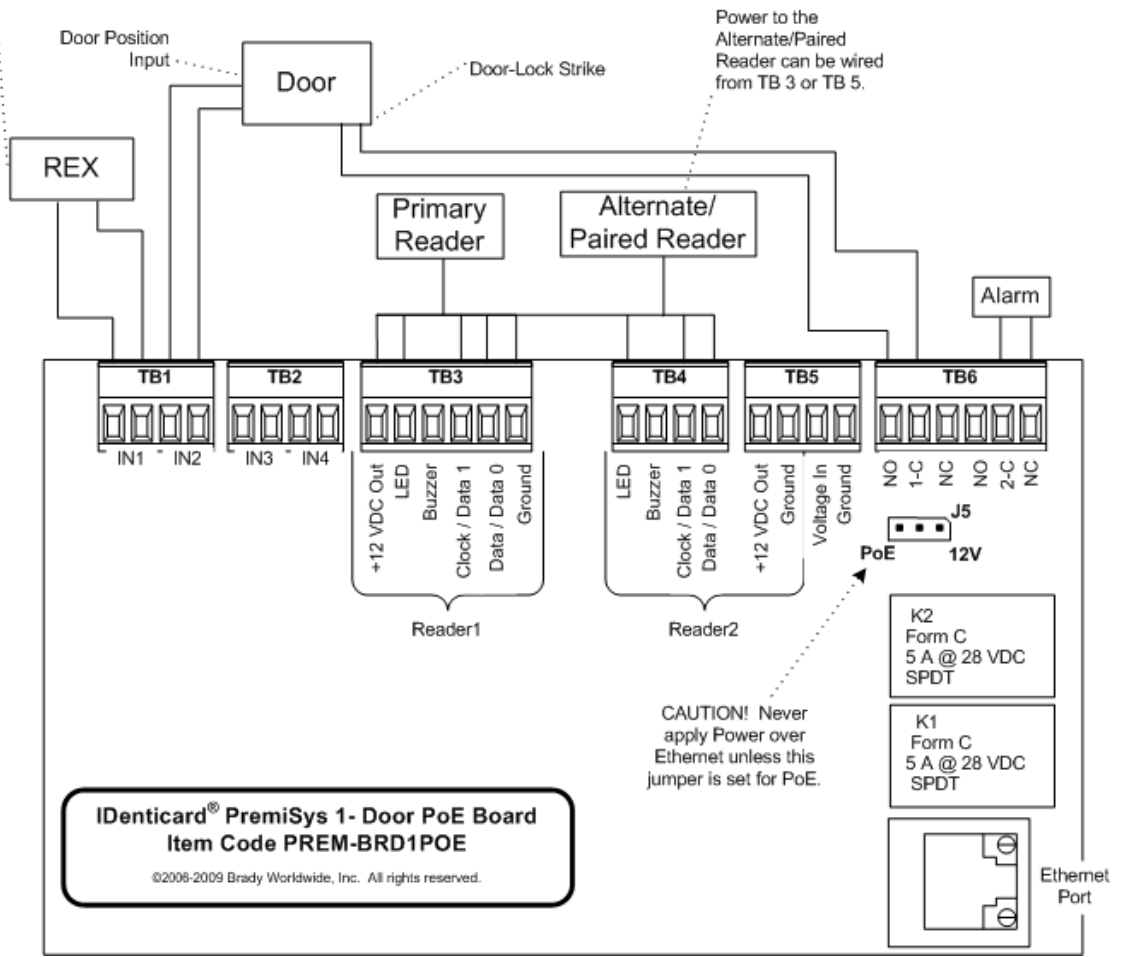 Door Position
Input
Door
Door-Lock Strike
Power to the
Alternate/Paired
Reader can be wired
from TB 3 or TB 5.
REX
Primary
Reader
Alternate/
Paired Reader
Alarm
TB1
TB2
TB3
TB4
TB5
TB6
IN1 - IN2
IN3 - IN4
+12 VDC Out
LED
Buzzer
Clock / Data 1
Data / Data 0
Ground
LED
Buzzer
Clock / Data 1
Data / Data 0
+12 VDC Out
Ground
Voltage In
Ground
NO
1-C
NC
NO
2-C
NC
J5
PoE
12V
Reader1
Reader2
K2
Form C
5 A @ 28 VDC
SPDT
CAUTION! Never
apply Power over
Ethernet unless this
jumper is set for PoE.
K1
Form C
5 A @ 28 VDC
SPDT
IDenticard® PremiSys 1- Door PoE Board
Item Code PREM-BRD1POE
©2006-2009 Brady Worldwide, Inc. All rights reserved.
Ethernet
Port